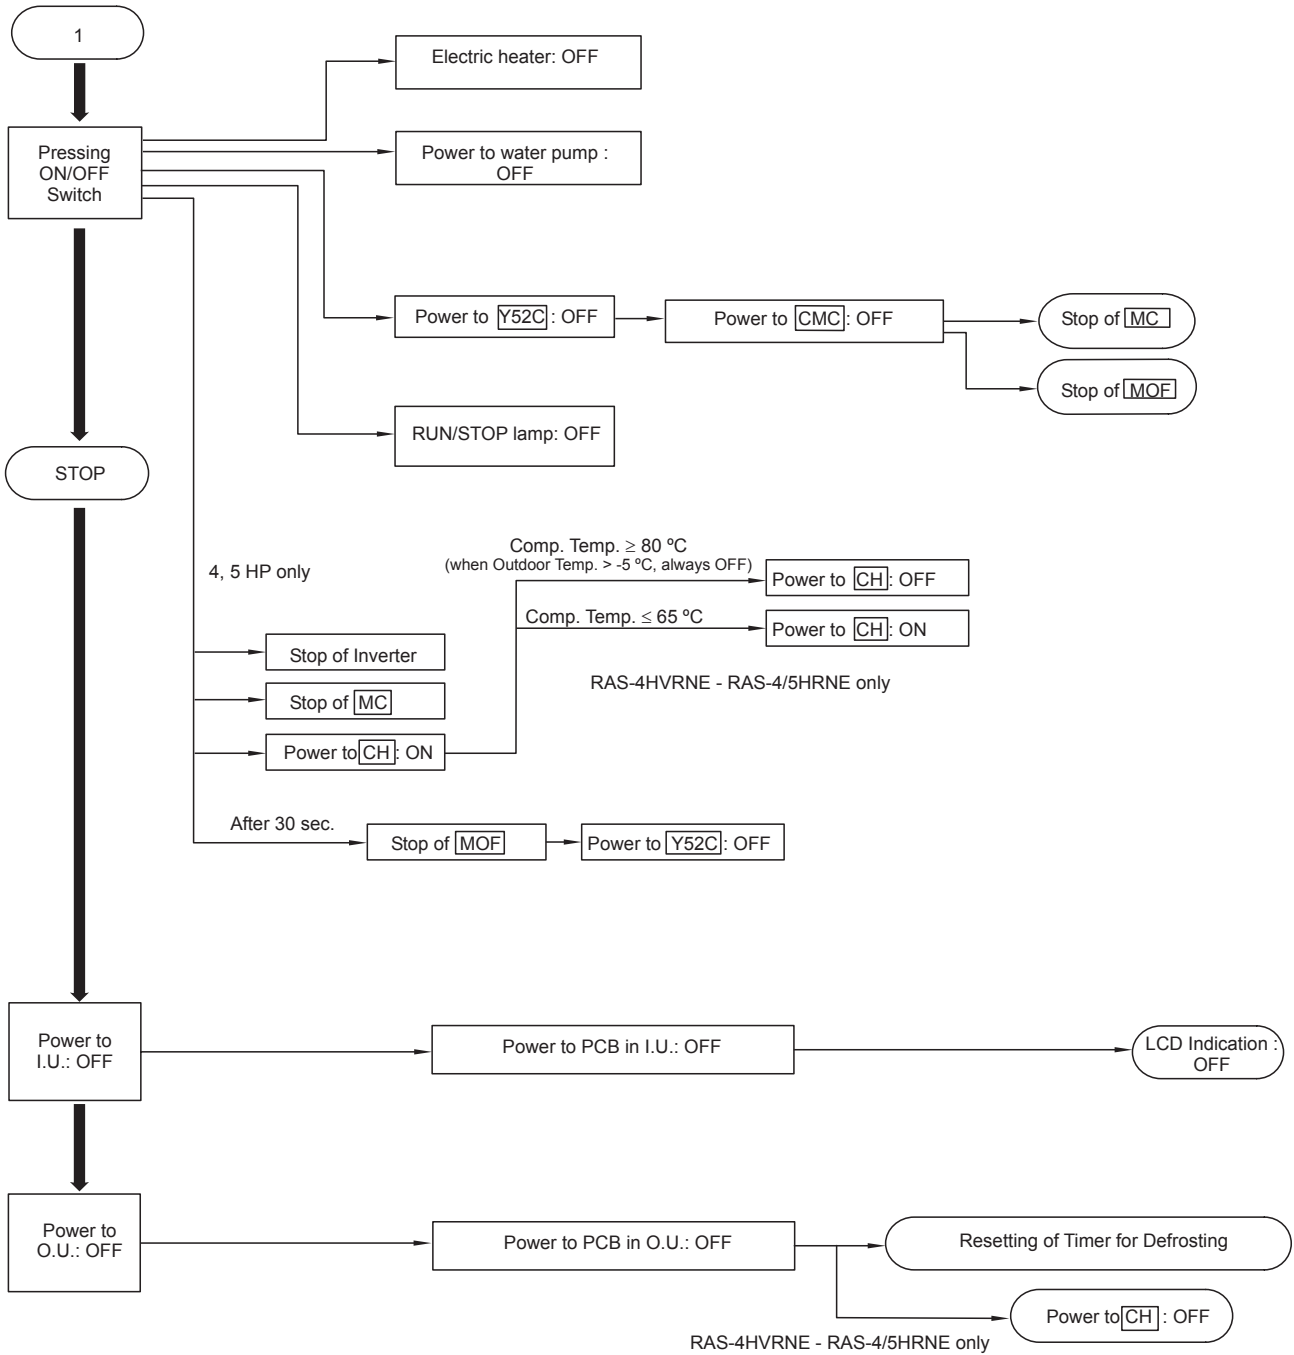 1
Electric heater: OFF
Pressing
ON/OFF
Switch
Power to water pump :
OFF
Power to Y52C : OFF
Power to CMC : OFF
Stop of MC
Stop of MOF
RUN/STOP lamp: OFF
STOP
4, 5 HP only
Comp. Temp. ≥ 80 ºC
(when Outdoor Temp. > -5 ºC, always OFF)
Power to CH : OFF
Comp. Temp. ≤ 65 ºC
Power to CH : ON
Stop of Inverter
RAS-4HVRNE - RAS-4/5HRNE only
Stop of MC
Power to CH : ON
After 30 sec.
Stop of MOF
Power to Y52C : OFF
Power to
I.U.: OFF
Power to PCB in I.U.: OFF
LCD Indication :
OFF
Power to
O.U.: OFF
Power to PCB in O.U.: OFF
Resetting of Timer for Defrosting
Power to CH : OFF
RAS-4HVRNE - RAS-4/5HRNE only